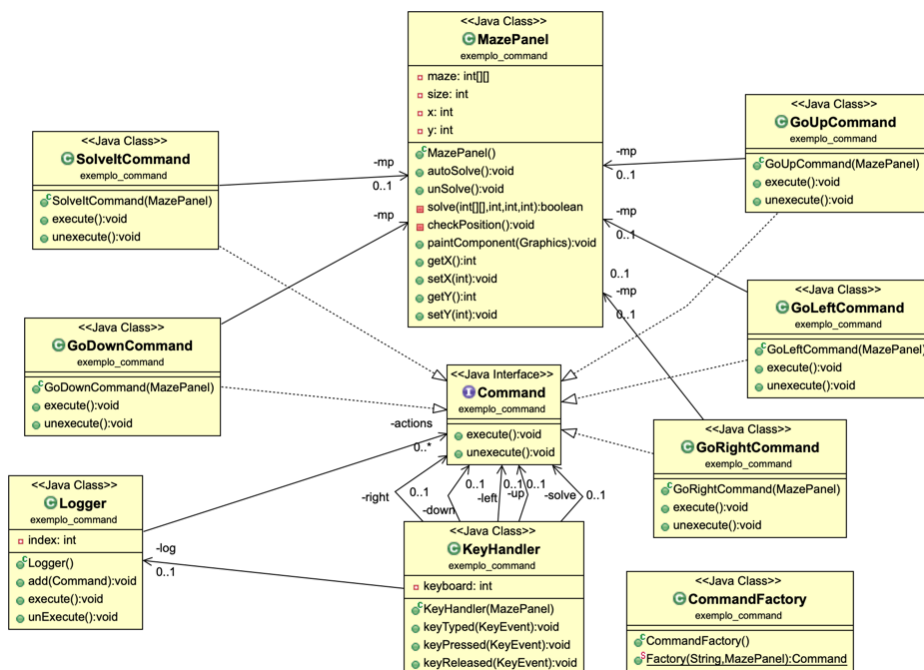 <<Java Class>>
MazePanel
exemplo_command
maze: int[][]
size: int
x: int
y: int
MazePanel()
autoSolve():void
unSolve():void
solve(int[][],int,int,int):boolean
checkPosition():void
paintComponent(Graphics):void
getX():int
setX(int):void
getY():int
setY(int):void
<<Java Class>>
SolveItCommand
exemplo_command
SolveItCommand(MazePanel)
execute():void
unexecute():void
-mp
0..1
-mp
<<Java Class>>
GoUpCommand
exemplo_command
GoUpCommand(MazePanel)
execute():void
unexecute():void
-mp
0..1
-mp
0..1
0..1
-mp
0..1
<<Java Class>>
GoLeftCommand
exemplo_command
GoLeftCommand(MazePanel)
execute():void
unexecute():void
<<Java Class>>
GoDownCommand
exemplo_command
GoDownCommand(MazePanel)
execute():void
unexecute():void
<<Java Interface>>
Command
exemplo_command
execute():void
unexecute():void
<<Java Class>>
GoRightCommand
exemplo_command
GoRightCommand(MazePanel)
execute():void
unexecute():void
-actions
0..*
-right
0..1
-down
0..1
-left
0..1
-up
0..1
-solve
0..1
<<Java Class>>
Logger
exemplo_command
index: int
Logger()
add(Command):void
execute():void
unExecute():void
-log
0..1
<<Java Class>>
KeyHandler
exemplo_command
keyboard: int
KeyHandler(MazePanel)
keyTyped(KeyEvent):void
keyPressed(KeyEvent):void
keyReleased(KeyEvent):void
<<Java Class>>
CommandFactory
exemplo_command
CommandFactory()
Factory(String,MazePanel):Command